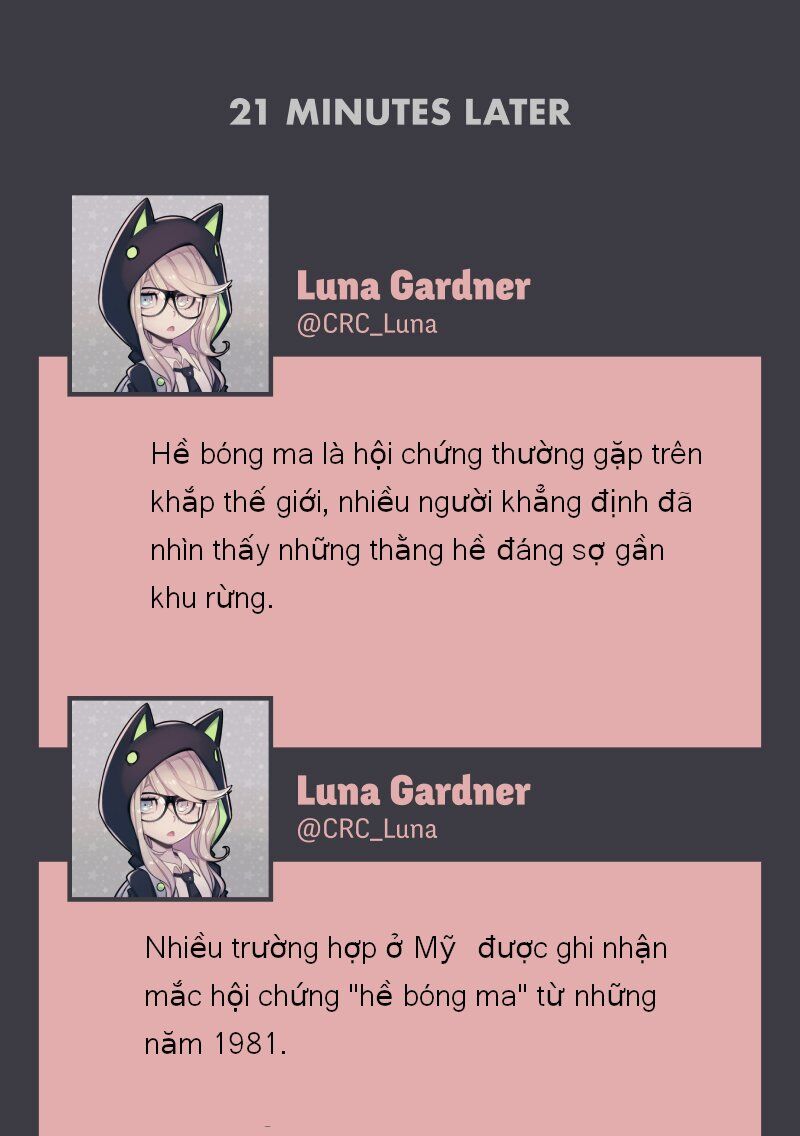 21 MINUTES LATER
Luna Gardner
@CRC_Luna
Hề bóng ma là hội chứng thường gặp trên
khắp thế giới, nhiều người khẳng định đã
nhìn thấy những thằng hề đáng sợ gần
khu rừng.
Luna Gardner
@CRC_Luna
Nhiều trường hợp ở Mỹ được ghi nhận
mắc hội chứng "hề bóng ma" từ những
năm 1981.